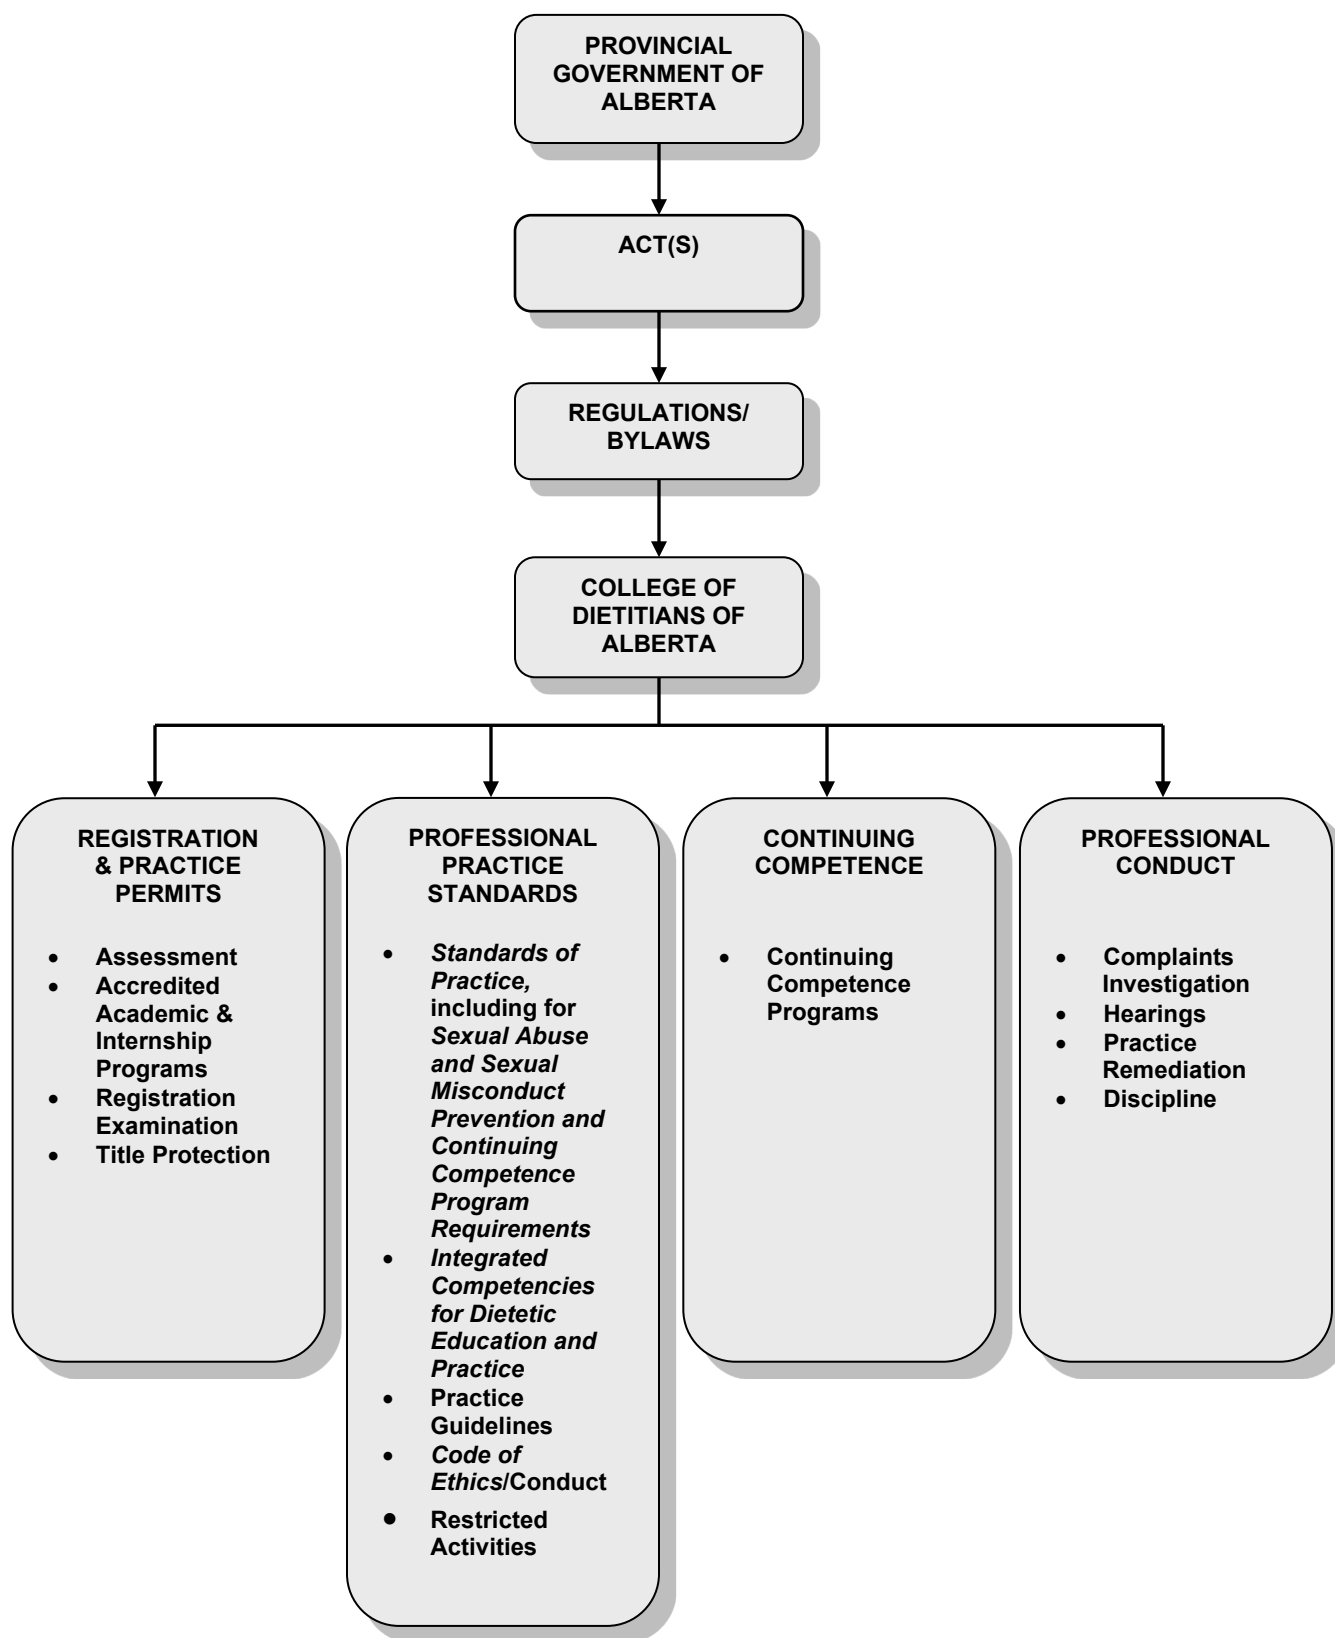 PROVINCIAL
GOVERNMENT OF
ALBERTA
ACT(S)
REGULATIONS/
BYLAWS
COLLEGE OF
DIETITIANS OF
ALBERTA
REGISTRATION
& PRACTICE
PERMITS
• Assessment
• Accredited
Academic &
Internship
Programs
• Registration
Examination
• Title Protection
PROFESSIONAL
PRACTICE
STANDARDS
• Standards of
Practice,
including for
Sexual Abuse
and Sexual
Misconduct
Prevention and
Continuing
Competence
Program
Requirements
• Integrated
Competencies
for Dietetic
Education and
Practice
• Practice
Guidelines
• Code of
Ethics/Conduct
• Restricted
Activities
CONTINUING
COMPETENCE
• Continuing
Competence
Programs
PROFESSIONAL
CONDUCT
• Complaints
Investigation
• Hearings
• Practice
Remediation
• Discipline